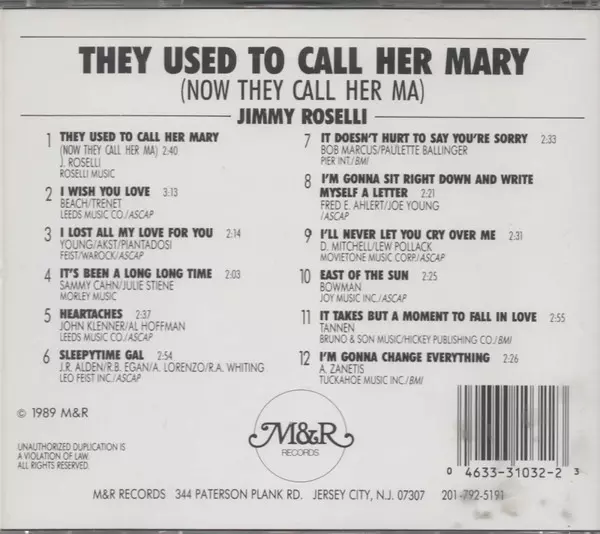 THEY USED TO CALL HER MARY
(NOW THEY CALL HER MA)
JIMMY ROSELLI
1 THEY USED TO CALL HER MARY
(NOW THEY CALL HER MA) 2:40
J. ROSELLI
ROSELLI MUSIC
2 I WISH YOU LOVE 3:13
BEACH/TRENET
LEEDS MUSIC CO./ASCAP
3 I LOST ALL MY LOVE FOR YOU 2:14
YOUNG/AKST/PIANTADOSI
FEIST/WAROCK/ASCAP
4 IT'S BEEN A LONG LONG TIME 2:03
SAMMY CAHN/JULIE STIENE
MORLEY MUSIC
5 HEARTACHES 2:37
JOHN KLENNER/AL HOFFMAN
LEEDS MUSIC CO./ASCAP
6 SLEEPYTIME GAL 2:54
J.R. ALDEN/R.B. EGAN/A. LORENZO/R.A. WHITING
LEO FEIST INC./ASCAP
7 IT DOESN'T HURT TO SAY YOU'RE SORRY 2:33
BOB MARCUS/PAULETTE BALLINGER
PIER INT./BMI
8 I'M GONNA SIT RIGHT DOWN AND WRITE
MYSELF A LETTER 2:21
FRED E. AHLERT/JOE YOUNG
/ASCAP
9 I'LL NEVER LET YOU CRY OVER ME 2:31
D. MITCHELL/LEW POLLACK
MOVIETONE MUSIC CORP./ASCAP
10 EAST OF THE SUN 2:25
BOWMAN
JOY MUSIC INC./ASCAP
11 IT TAKES BUT A MOMENT TO FALL IN LOVE 2:55
TANNEN
BRUNO & SON MUSIC/HICKEY PUBLISHING CO./BMI
12 I'M GONNA CHANGE EVERYTHING 2:26
A. ZANETIS
TUCKAHOE MUSIC INC./BMI
© 1989 M&R
UNAUTHORIZED DUPLICATION IS
A VIOLATION OF LAW.
ALL RIGHTS RESERVED.
M&R
RECORDS
0 4633-31032-2 3
M&R RECORDS 344 PATERSON PLANK RD. JERSEY CITY, N.J. 07307 201-792-5191